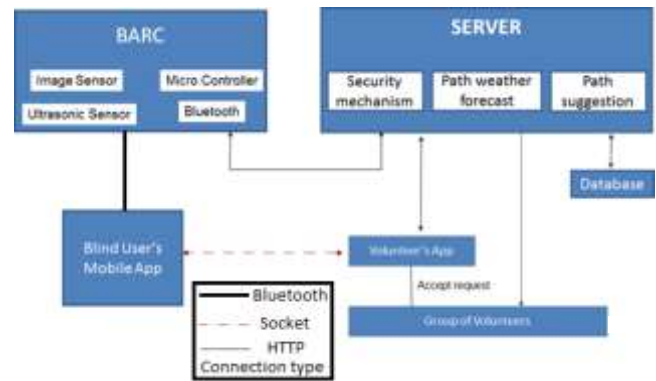 BARC
Image Sensor
Micro Controller
Ultrasonic Sensor
Bluetooth
SERVER
Security
mechanism
Path weather
forecast
Path
suggestion
Database
Blind User's
Mobile App
Volunteer's App
Accept request
Group of Volunteers
Bluetooth
Socket
HTTP
Connection type